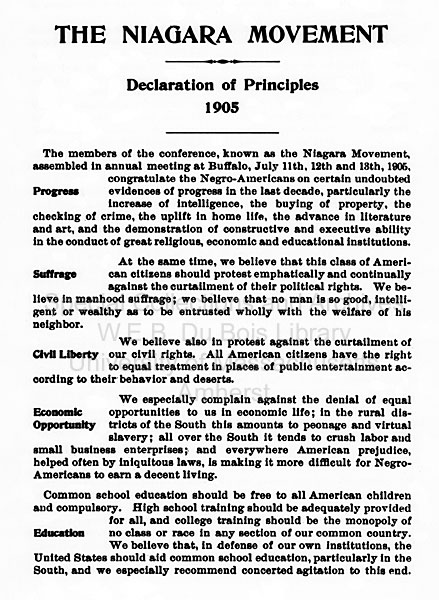 THE NIAGARA MOVEMENT
Declaration of Principles
1905
The members of the conference, known as the Niagara Movement,
assembled in annual meeting at Buffalo, July 11th, 12th and 13th, 1905,
congratulate the Negro-Americans on certain undoubted
Progress evidences of progress in the last decade, particularly the
increase of intelligence, the buying of property, the
checking of crime, the uplift in home life, the advance in literature
and art, and the demonstration of constructive and executive ability
in the conduct of great religious, economic and educational institutions.
At the same time, we believe that this class of Ameri-
Suffrage can citizens should protest emphatically and continually
against the curtailment of their political rights. We be-
lieve in manhood suffrage; we believe that no man is so good, intelli-
gent or wealthy as to be entrusted wholly with the welfare of his
neighbor.
We believe also in protest against the curtailment of
Civil Liberty our civil rights. All American citizens have the right
to equal treatment in places of public entertainment ac-
cording to their behavior and deserts.
We especially complain against the denial of equal
Economic opportunities to us in economic life; in the rural dis-
Opportunity tricts of the South this amounts to peonage and virtual
slavery; all over the South it tends to crush labor and
small business enterprises; and everywhere American prejudice,
helped often by iniquitous laws, is making it more difficult for Negro-
Americans to earn a decent living.
Common school education should be free to all American children
and compulsory. High school training should be adequately provided
for all, and college training should be the monopoly of
Education no class or race in any section of our common country.
We believe that, in defense of our own institutions, the
United States should aid common school education, particularly in the
South, and we especially recommend concerted agitation to this end.
W.E.B. Du Bois Library
Amherst